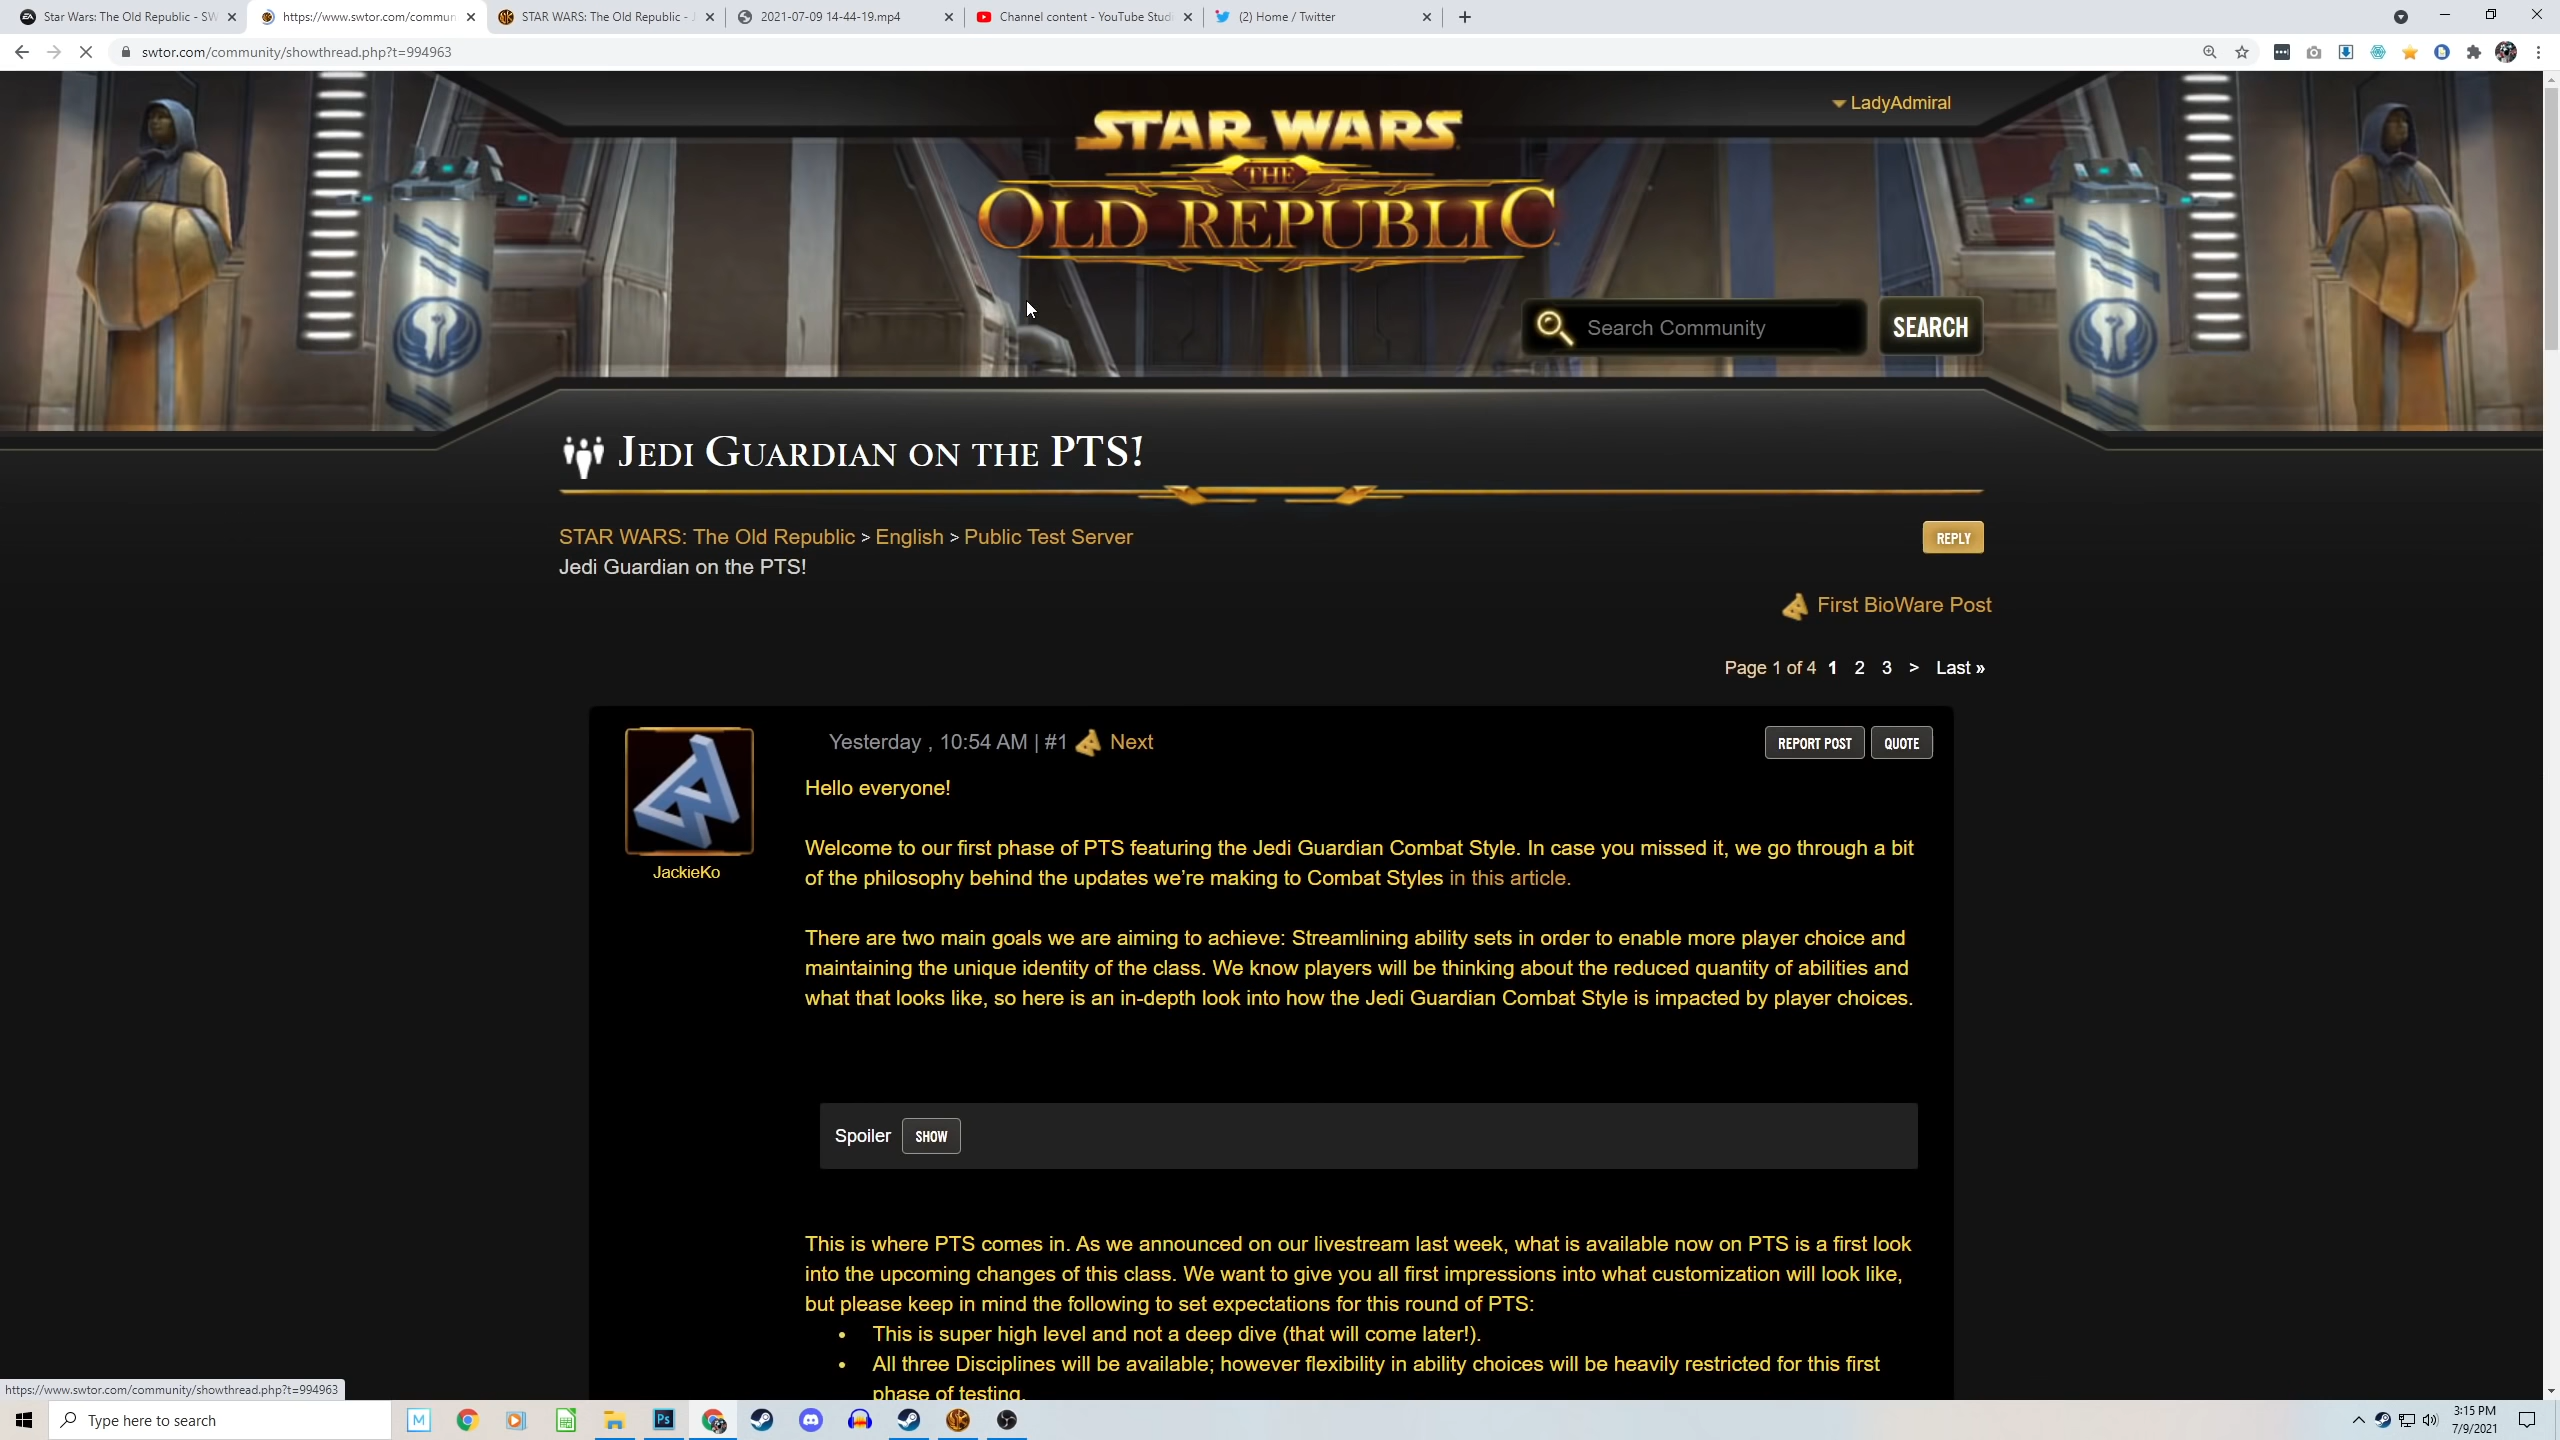 Star Wars: The Old Republic - SW
https://www.swtor.com/commun
STAR WARS: The Old Republic - J
2021-07-09 14-44-19.mp4
Channel content - YouTube Studi
(2) Home / Twitter
swtor.com/community/showthread.php?t=994963
LadyAdmiral
STAR WARS
THE
OLD REPUBLIC
Search Community
SEARCH
JEDI GUARDIAN ON THE PTS!
STAR WARS: The Old Republic > English > Public Test Server
REPLY
Jedi Guardian on the PTS!
First BioWare Post
Page 1 of 4 1 2 3 > Last »
Yesterday , 10:54 AM | #1 Next
REPORT POST QUOTE
JackieKo
Hello everyone!
Welcome to our first phase of PTS featuring the Jedi Guardian Combat Style. In case you missed it, we go through a bit
of the philosophy behind the updates we’re making to Combat Styles in this article.
There are two main goals we are aiming to achieve: Streamlining ability sets in order to enable more player choice and
maintaining the unique identity of the class. We know players will be thinking about the reduced quantity of abilities and
what that looks like, so here is an in-depth look into how the Jedi Guardian Combat Style is impacted by player choices.
Spoiler SHOW
This is where PTS comes in. As we announced on our livestream last week, what is available now on PTS is a first look
into the upcoming changes of this class. We want to give you all first impressions into what customization will look like,
but please keep in mind the following to set expectations for this round of PTS:
• This is super high level and not a deep dive (that will come later!).
• All three Disciplines will be available; however flexibility in ability choices will be heavily restricted for this first
phase of testing.
https://www.swtor.com/community/showthread.php?t=994963
Type here to search
M
Ps
3:15 PM
7/9/2021